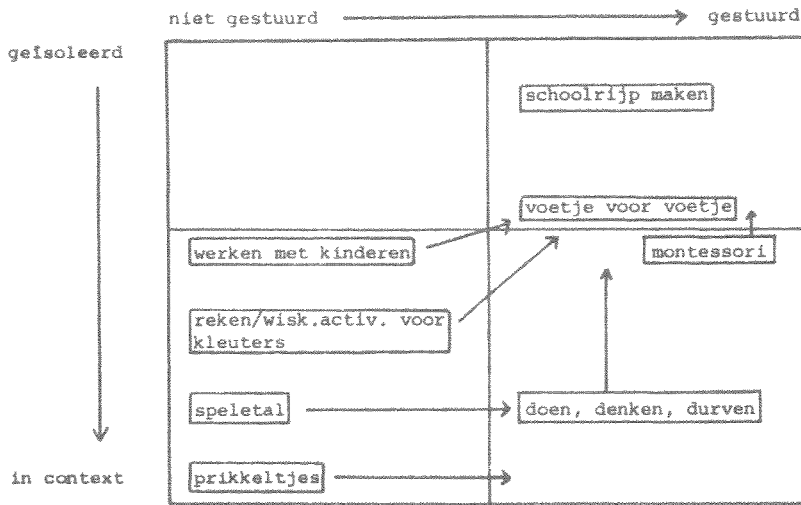 niet gestuurd gestuurd
geïsoleerd
schoolrijp maken
voetje voor voetje
werken met kinderen montessori
reken/wisk.activ. voor
kleuters
speletal doen, denken, durven
in context prikkeltjes